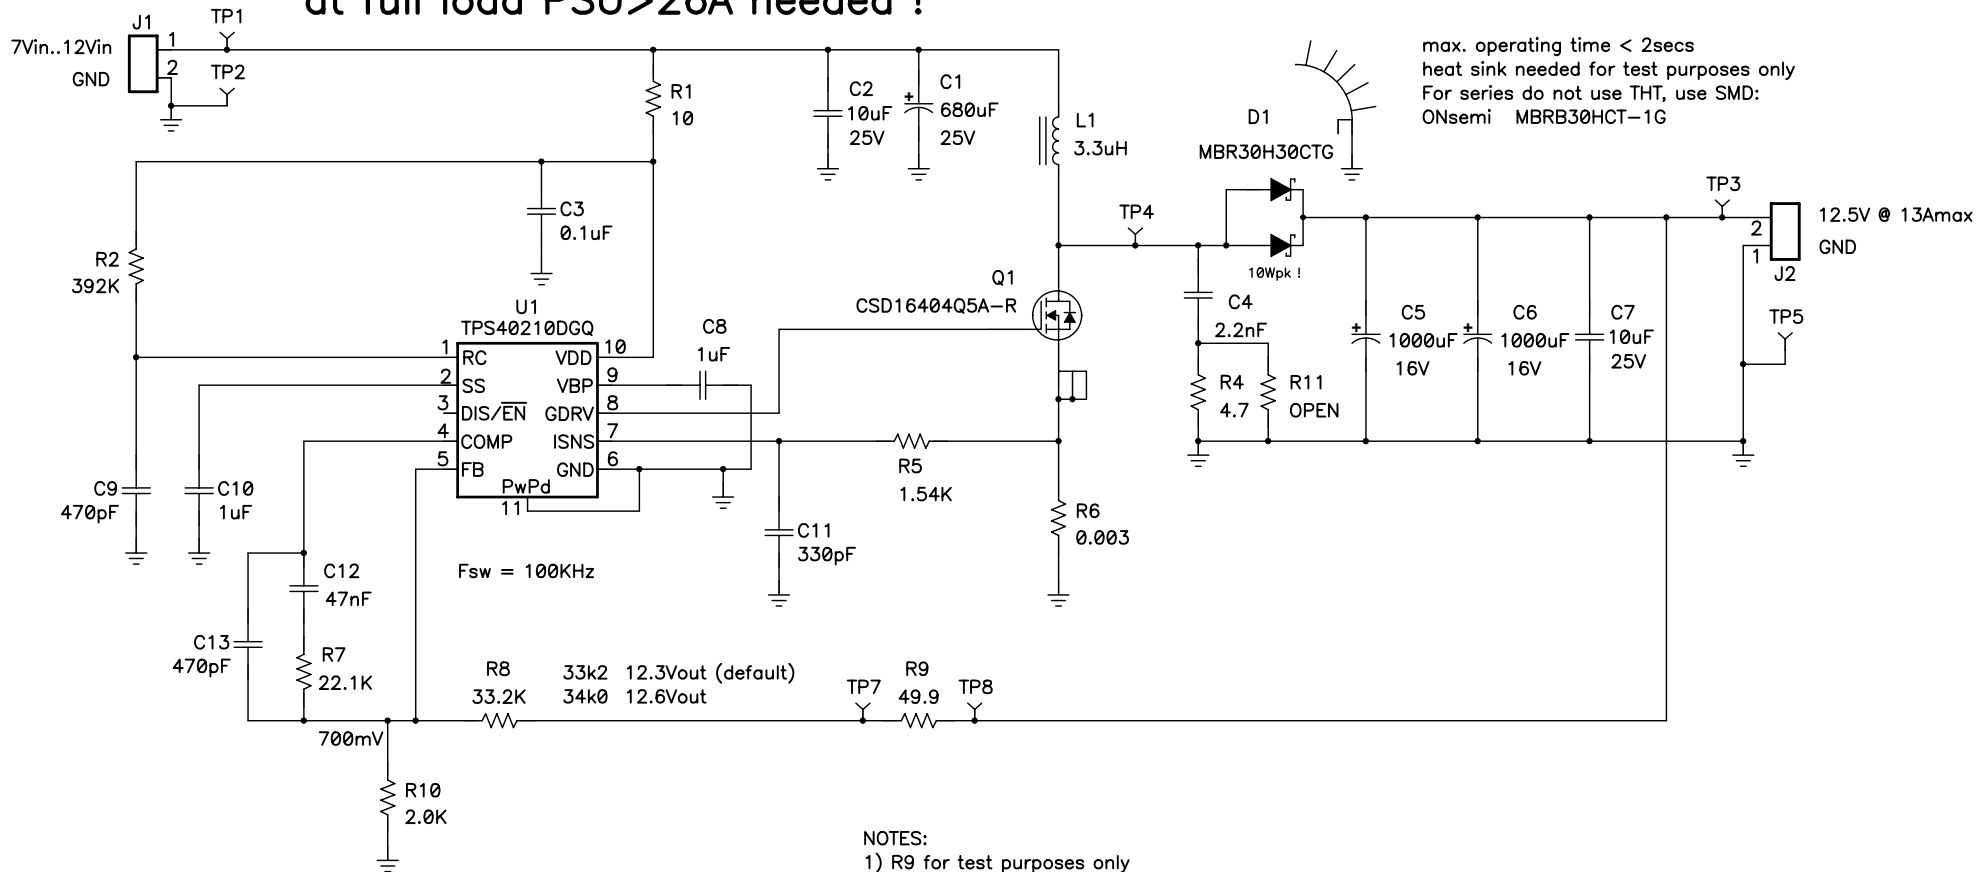 at full load PSU>26A needed !
J1
TP1
7Vin..12Vin
1
2
GND
TP2
R1
10
C2
10uF
25V
C1
+
680uF
25V
L1
3.3uH
D1
MBR30H30CTG
max. operating time < 2secs
heat sink needed for test purposes only
For series do not use THT, use SMD:
ONsemi MBRB30HCT-1G
TP3
12.5V @ 13Amax
2
GND
1
J2
TP4
10Wpk !
C3
0.1uF
R2
392K
Q1
CSD16404Q5A-R
C4
2.2nF
C5
+
1000uF
16V
C6
+
1000uF
16V
C7
10uF
25V
TP5
U1
TPS40210DGQ
C8
1uF
1
RC
VDD
10
2
SS
VBP
9
3
DIS/EN
GDRV
8
4
COMP
ISNS
7
5
FB
GND
6
PwPd
11
R4
4.7
R11
OPEN
R5
1.54K
C9
470pF
C10
1uF
R6
0.003
C11
330pF
Fsw = 100KHz
C12
47nF
C13
470pF
R7
22.1K
R8
33.2K
33k2 12.3Vout (default)
34k0 12.6Vout
TP7
R9
49.9
TP8
700mV
R10
2.0K
NOTES:
1) R9 for test purposes only